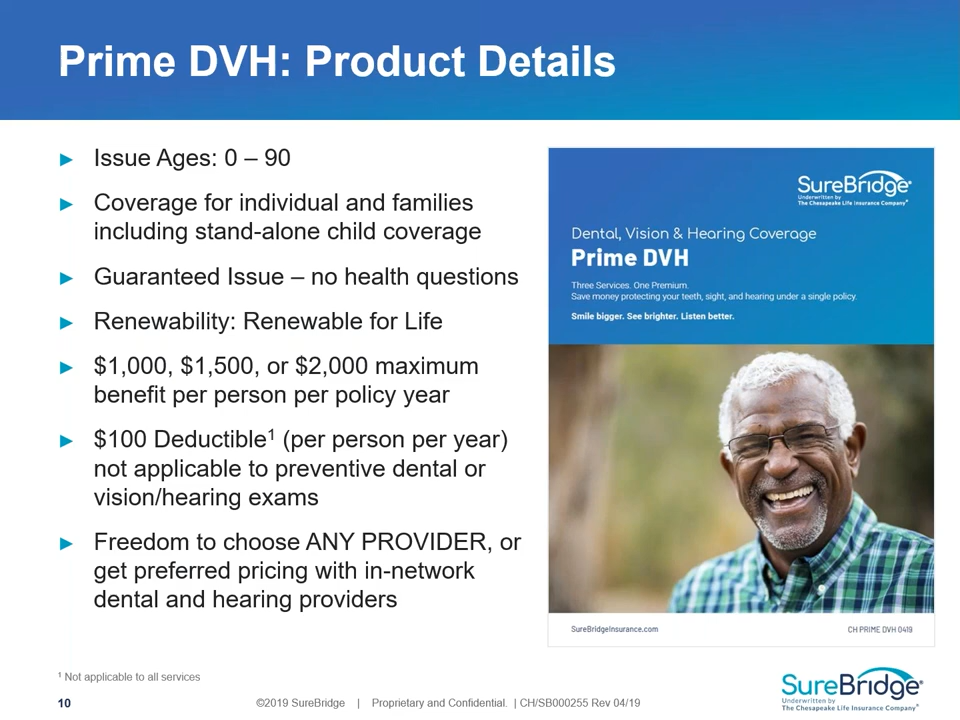 Prime DVH: Product Details
► Issue Ages: 0 – 90
► Coverage for individual and families
including stand-alone child coverage
► Guaranteed Issue – no health questions
► Renewability: Renewable for Life
► $1,000, $1,500, or $2,000 maximum
benefit per person per policy year
► $100 Deductible¹ (per person per year)
not applicable to preventive dental or
vision/hearing exams
► Freedom to choose ANY PROVIDER, or
get preferred pricing with in-network
dental and hearing providers
SureBridge®
Underwritten by
The Chesapeake Life Insurance Company®
Dental, Vision & Hearing Coverage
Prime DVH
Three Services. One Premium.
Save money protecting your teeth, sight, and hearing under a single policy.
Smile bigger. See brighter. Listen better.
SureBridgeInsurance.com
CH PRIME DVH 0419
¹ Not applicable to all services
10
©2019 SureBridge | Proprietary and Confidential. | CH/SB000255 Rev 04/19
SureBridge®
Underwritten by
The Chesapeake Life Insurance Company®